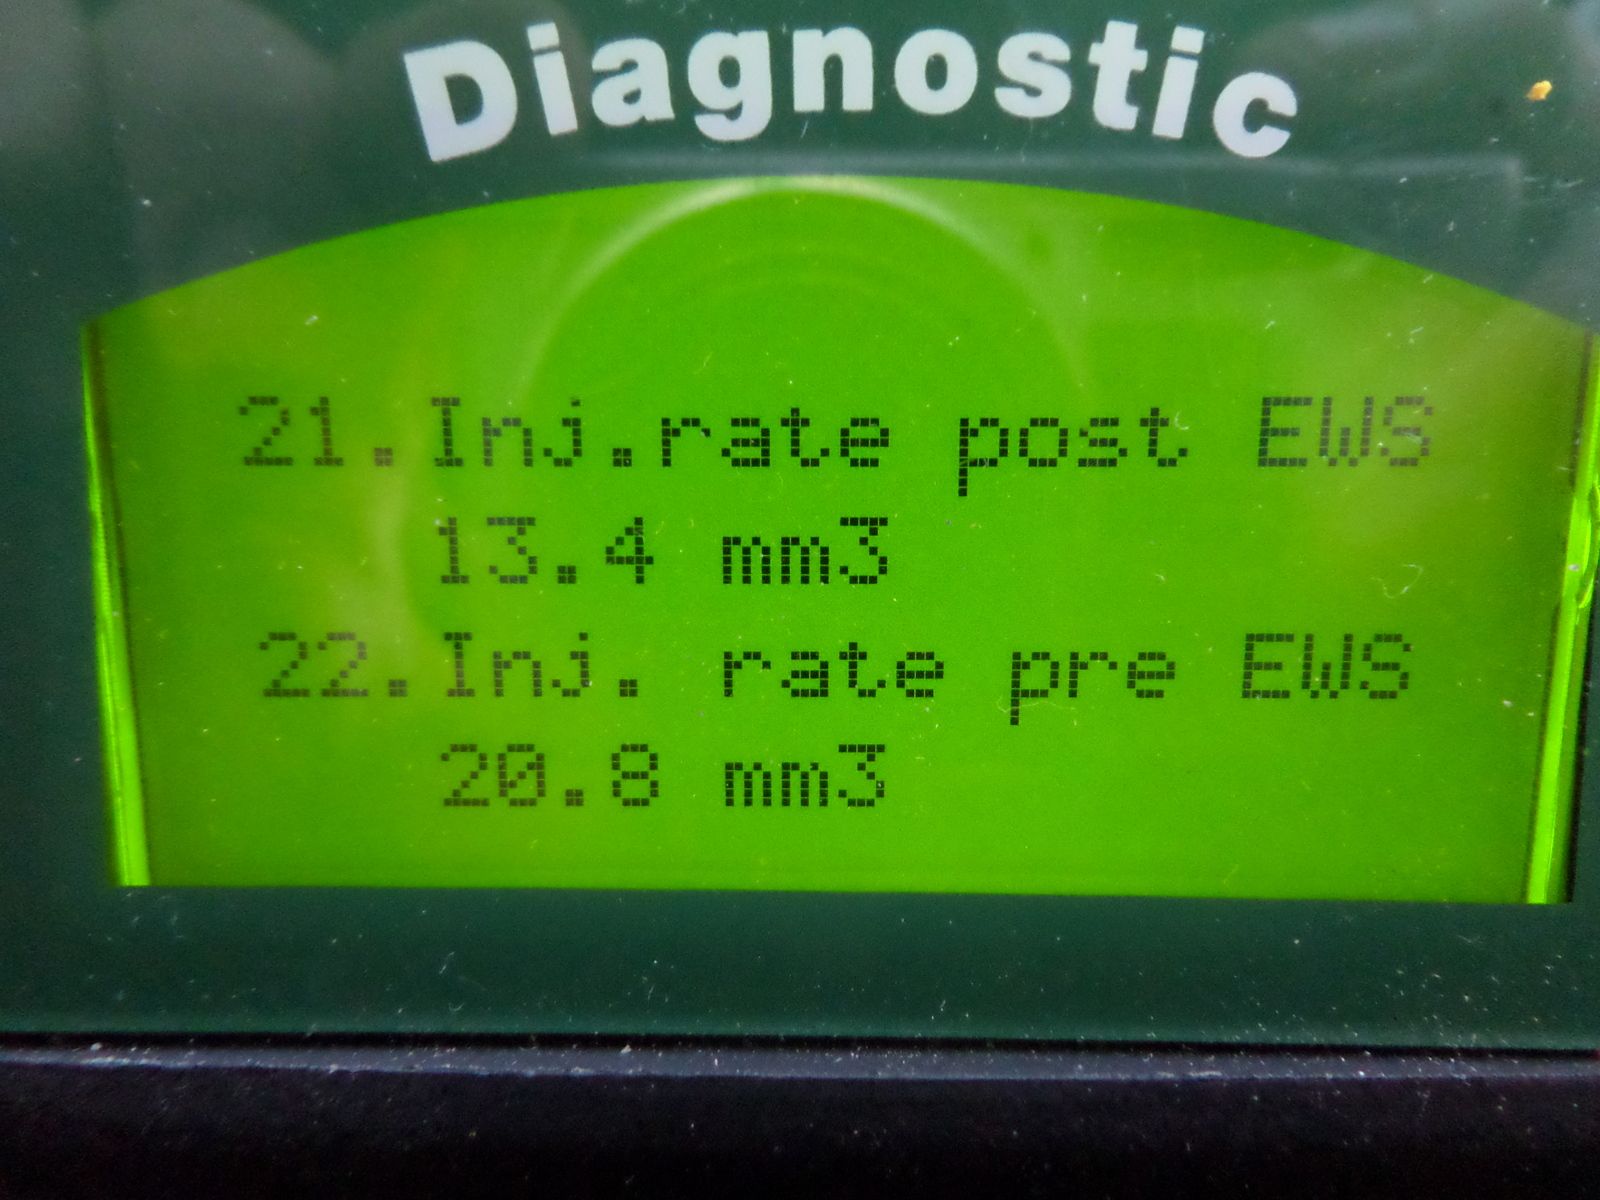 Diagnostic
21.Inj.rate post EWS
13.4 mm3
22.Inj. rate pre EWS
20.8 mm3